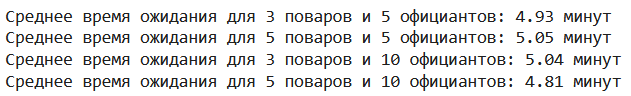 Среднее время ожидания для 3 поваров и 5 официантов: 4.93 минут
Среднее время ожидания для 5 поваров и 5 официантов: 5.05 минут
Среднее время ожидания для 3 поваров и 10 официантов: 5.04 минут
Среднее время ожидания для 5 поваров и 10 официантов: 4.81 минут